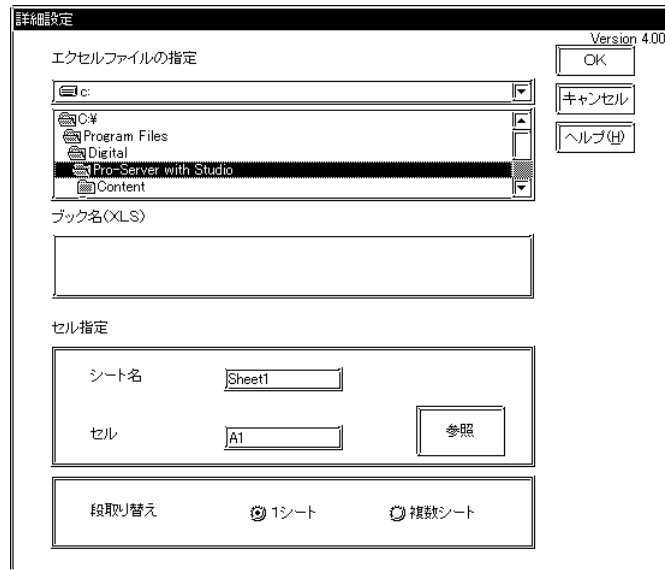 詳細設定
Version 4.00
エクセルファイルの指定
OK
c:
キャンセル
C:¥
Program Files
ヘルプ(H)
Digital
Pro-Server with Studio
Content
ブック名(XLS)
セル指定
シート名
Sheet1
セル
A1
参照
段取り替え
1シート
複数シート